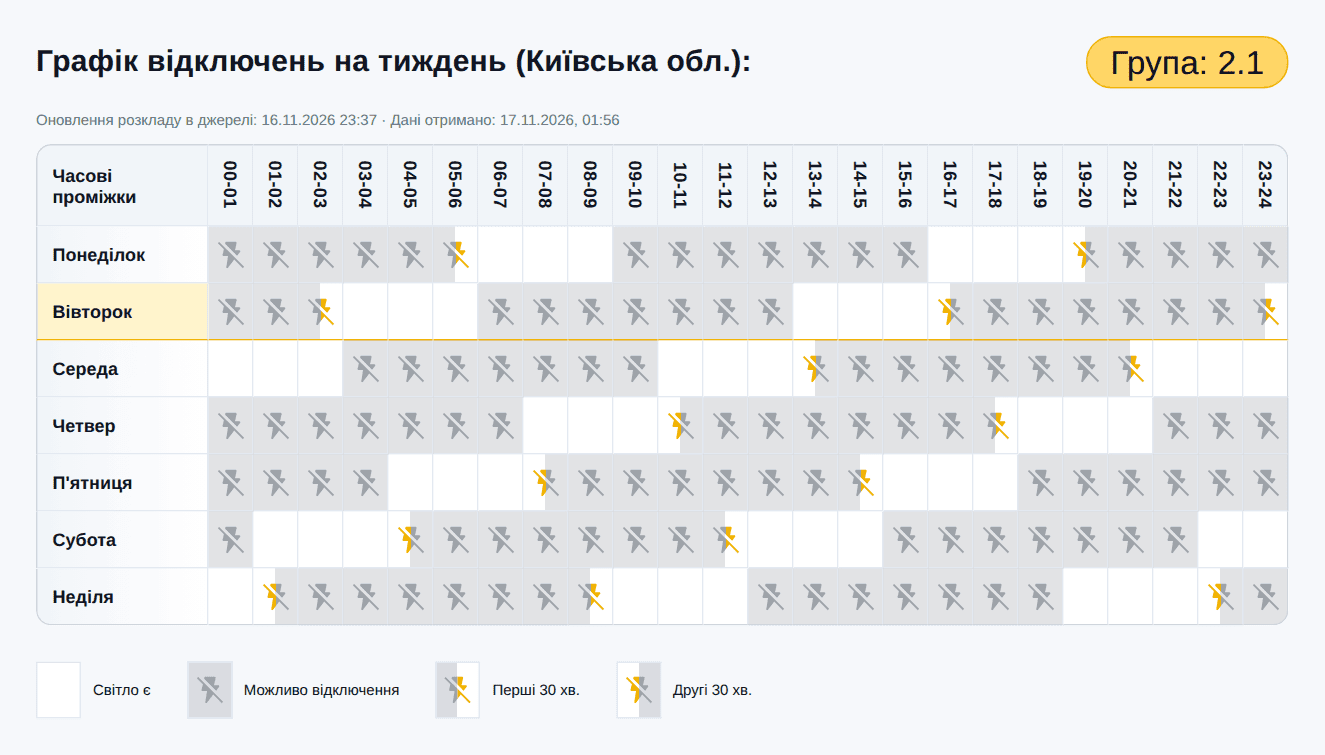 Графік відключень на тиждень (Київська обл.):
Група: 2.1
Оновлення розкладу в джерелі: 16.11.2026 23:37 · Дані отримано: 17.11.2026, 01:56
Часові
проміжки
00-01
01-02
02-03
03-04
04-05
05-06
06-07
07-08
08-09
09-10
10-11
11-12
12-13
13-14
14-15
15-16
16-17
17-18
18-19
19-20
20-21
21-22
22-23
23-24
Понеділок
Вівторок
Середа
Четвер
П'ятниця
Субота
Неділя
Світло є
Можливо відключення
Перші 30 хв.
Другі 30 хв.